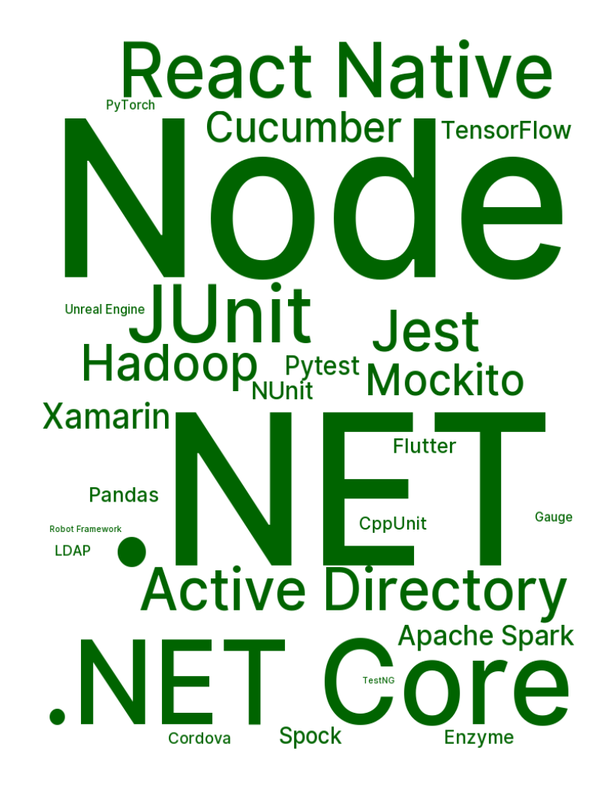 React Native
PyTorch
Cucumber
TensorFlow
Node
JUnit
Unreal Engine
Jest
Hadoop
Pytest
Mockito
NUnit
Xamarin
.NET
Flutter
Pandas
CppUnit
Gauge
Robot Framework
LDAP
Active Directory
Apache Spark
.NET Core
TestNG
Cordova
Spock
Enzyme